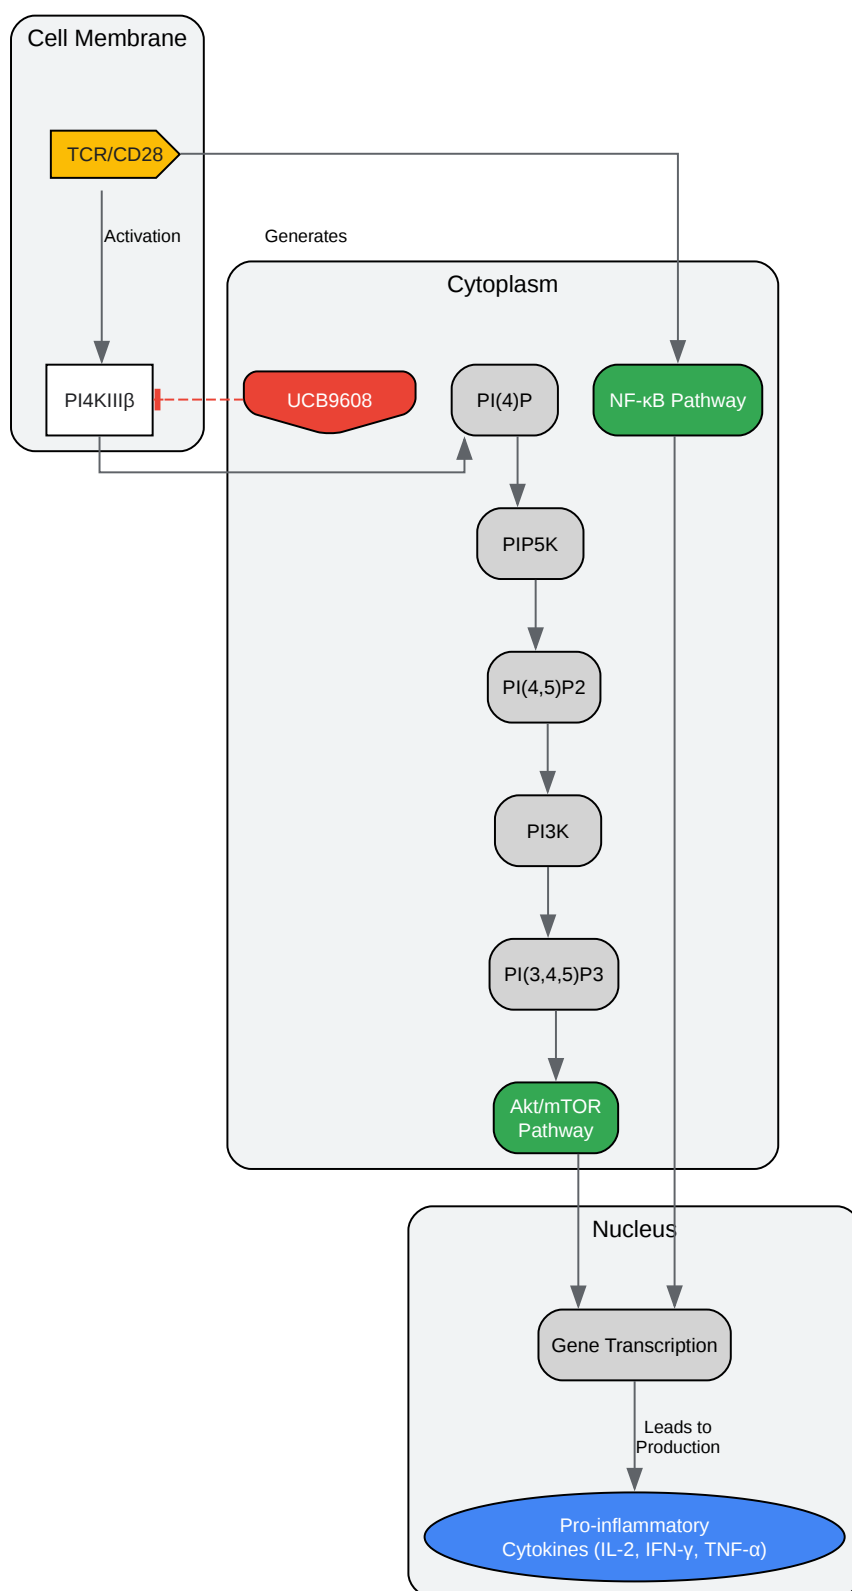 Cell Membrane
TCR/CD28
Activation
Generates
Cytoplasm
PI4KIIIβ
UCB9608
PI(4)P
NF-κB Pathway
PIP5K
PI(4,5)P2
PI3K
PI(3,4,5)P3
Akt/mTOR
Pathway
Nucleus
Gene Transcription
Leads to
Production
Pro-inflammatory
Cytokines (IL-2, IFN-γ, TNF-α)